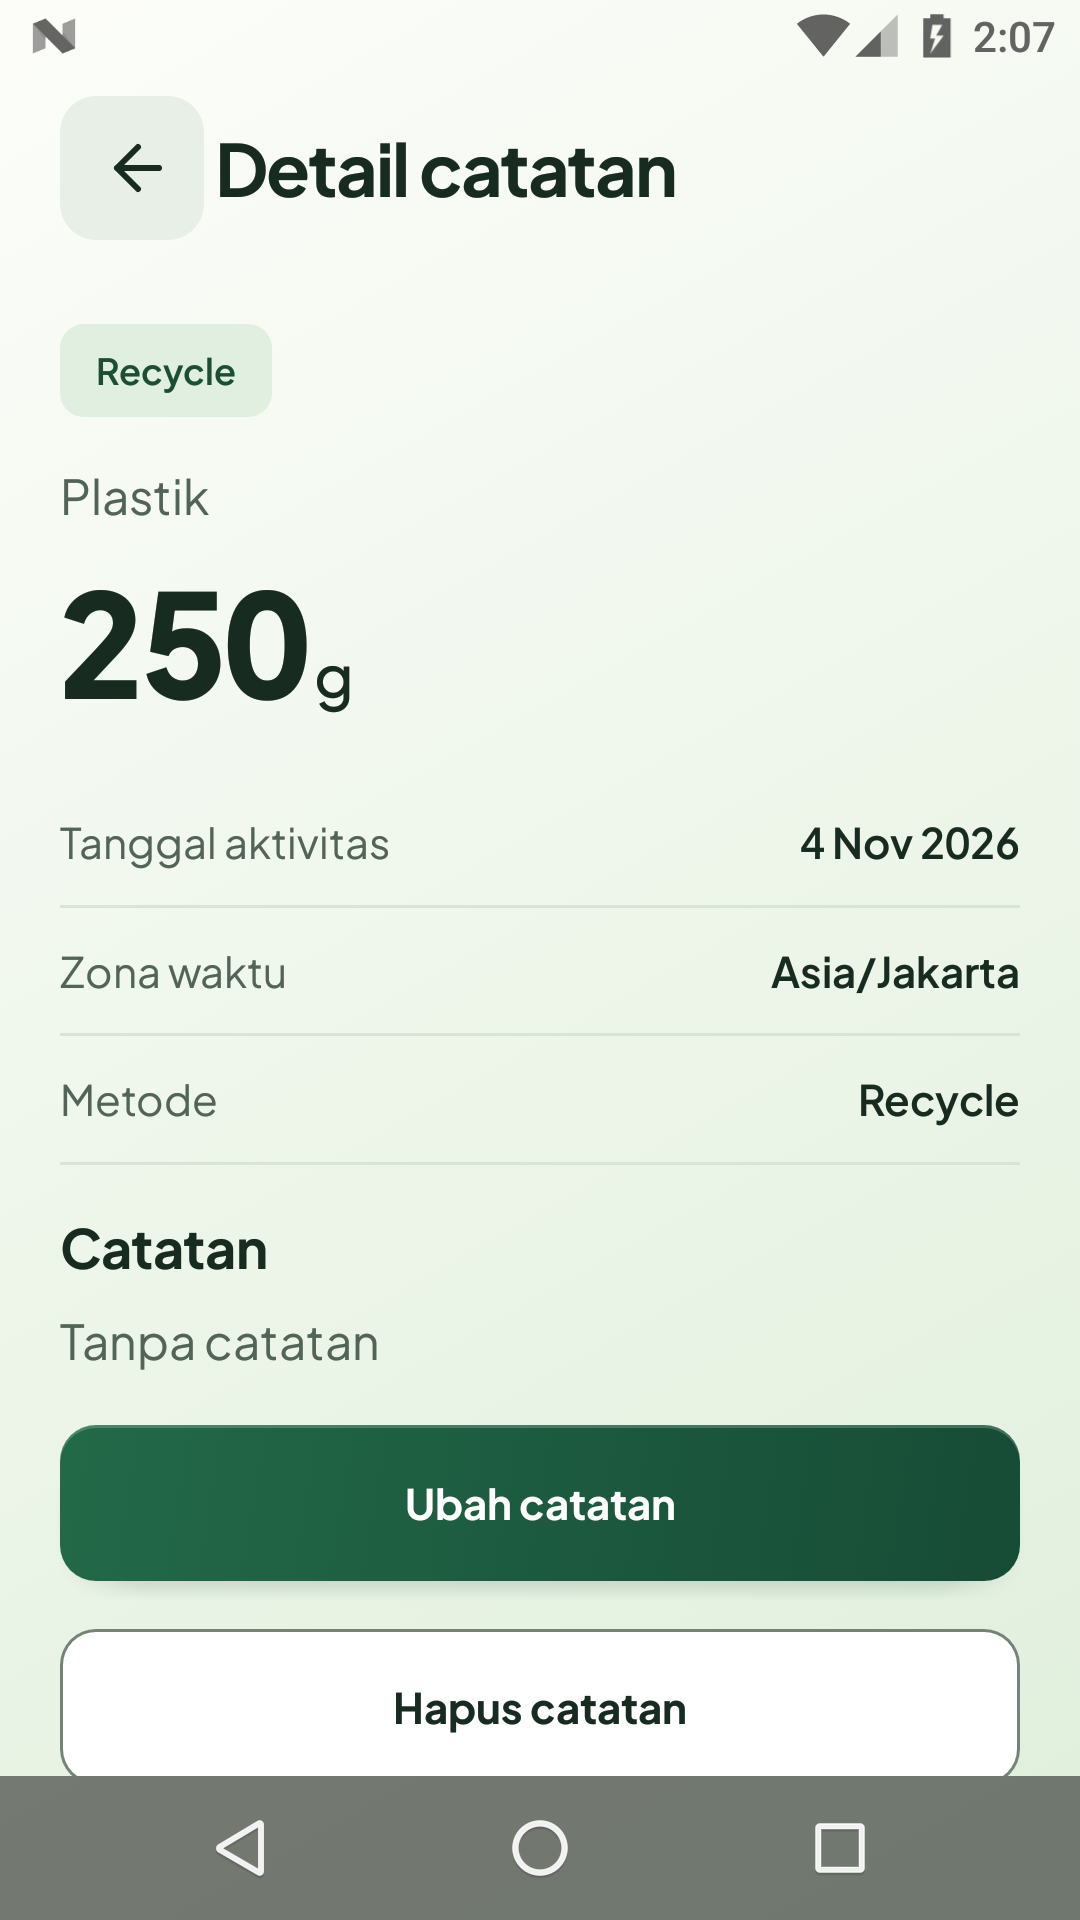 2:07
Detail catatan
Recycle
Plastik
250 g
Tanggal aktivitas 4 Nov 2026
Zona waktu Asia/Jakarta
Metode Recycle
Catatan
Tanpa catatan
Ubah catatan
Hapus catatan